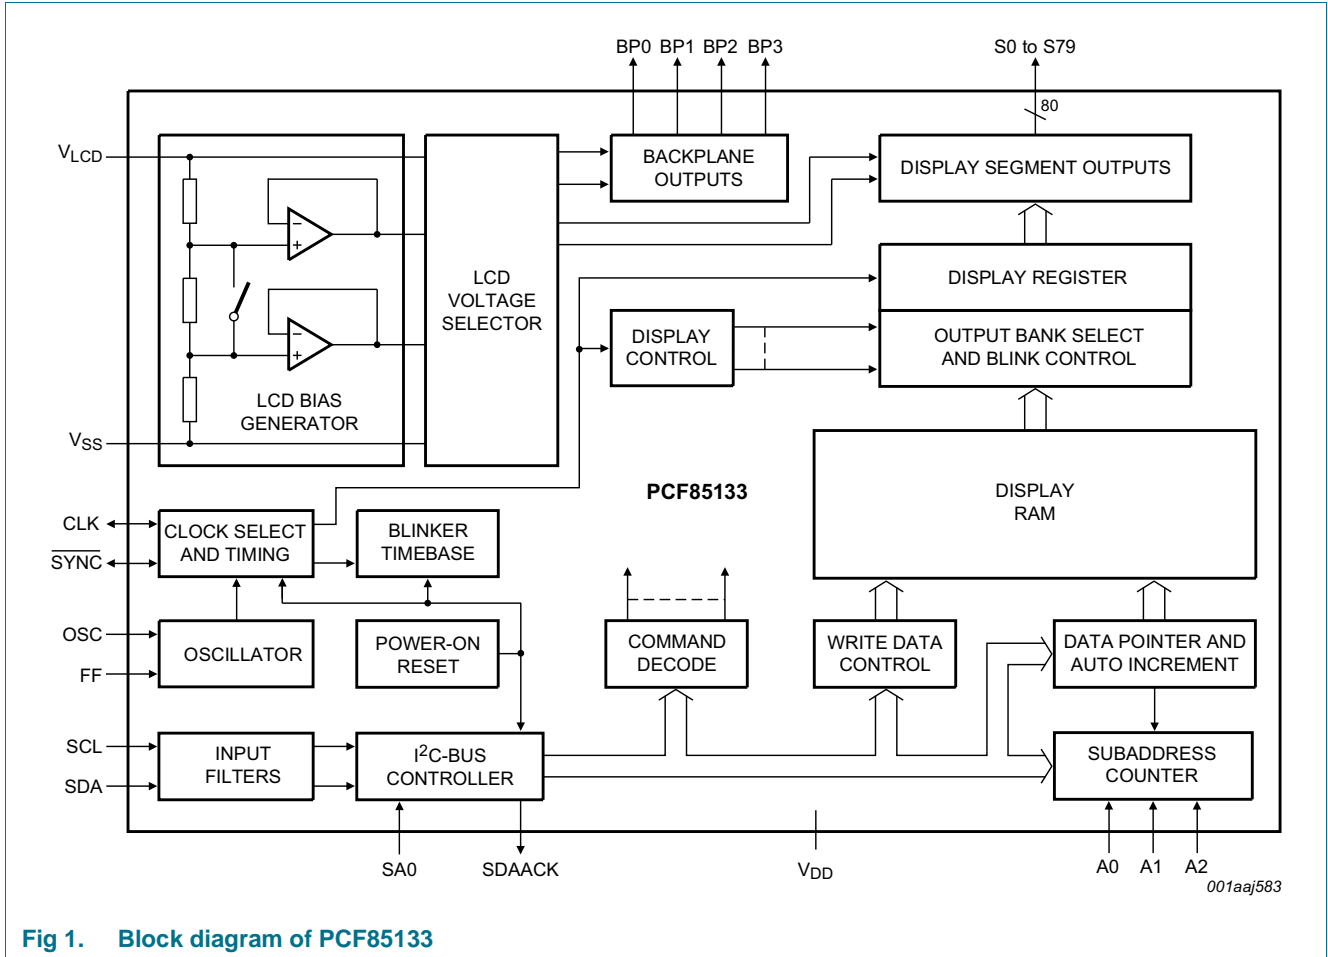 BP0 BP1 BP2 BP3
S0 to S79
80
VLCD
BACKPLANE
OUTPUTS
DISPLAY SEGMENT OUTPUTS
−
+
LCD
VOLTAGE
SELECTOR
DISPLAY REGISTER
−
+
DISPLAY
CONTROL
OUTPUT BANK SELECT
AND BLINK CONTROL
LCD BIAS
GENERATOR
VSS
PCF85133
DISPLAY
RAM
CLK
SYNC
CLOCK SELECT
AND TIMING
BLINKER
TIMEBASE
OSC
FF
OSCILLATOR
POWER-ON
RESET
COMMAND
DECODE
WRITE DATA
CONTROL
DATA POINTER AND
AUTO INCREMENT
SCL
SDA
INPUT
FILTERS
I2C-BUS
CONTROLLER
SUBADDRESS
COUNTER
SA0
SDAACK
VDD
A0 A1 A2
001aaj583
Fig 1. Block diagram of PCF85133